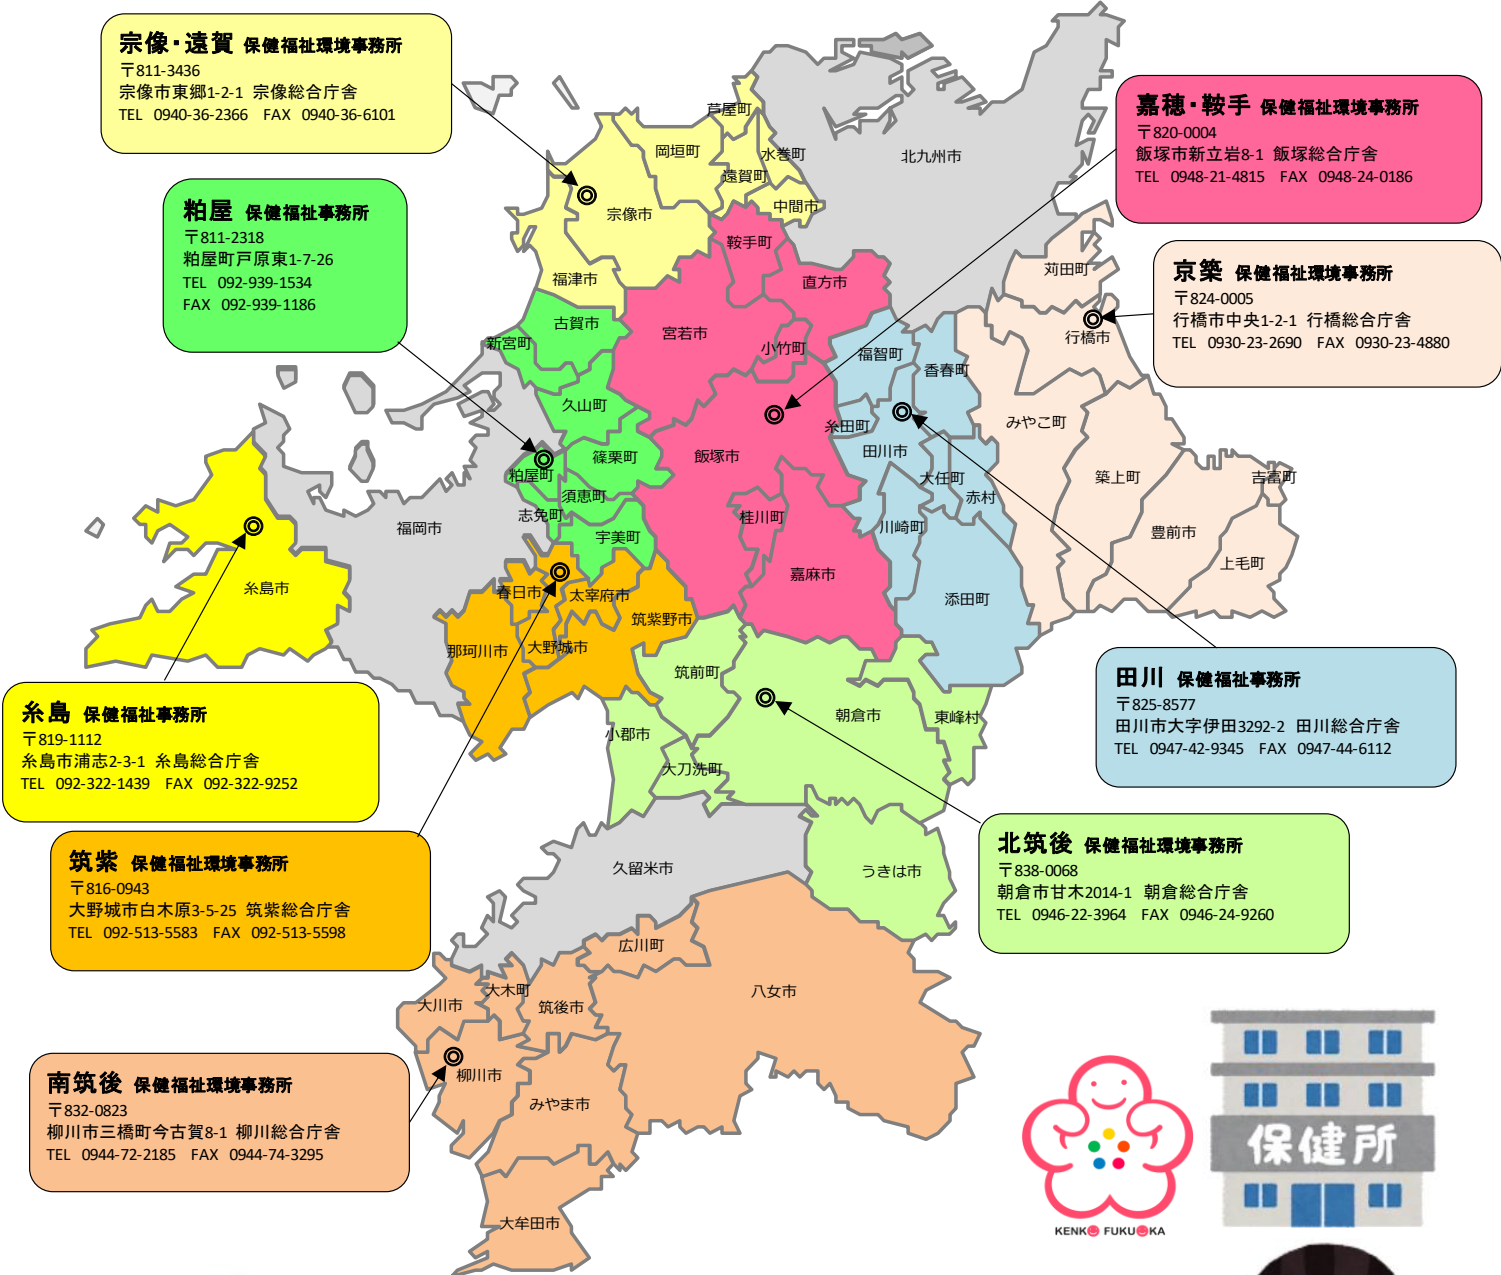 宗像・遠賀 保健福祉環境事務所
〒811-3436
宗像市東郷1-2-1 宗像総合庁舎
TEL 0940-36-2366 FAX 0940-36-6101
粕屋 保健福祉事務所
〒811-2318
粕屋町戸原東1-7-26
TEL 092-939-1534
FAX 092-939-1186
嘉穂・鞍手 保健福祉環境事務所
〒820-0004
飯塚市新立岩8-1 飯塚総合庁舎
TEL 0948-21-4815 FAX 0948-24-0186
京築 保健福祉環境事務所
〒824-0005
行橋市中央1-2-1 行橋総合庁舎
TEL 0930-23-2690 FAX 0930-23-4880
芦屋町
岡垣町
水巻町
遠賀町
北九州市
中間市
宗像市
鞍手町
福津市
直方市
苅田町
古賀市
宮若市
新宮町
小竹町
福智町
香春町
行橋市
久山町
糸田町
みやこ町
篠栗町
飯塚市
田川市
粕屋町
須恵町
大任町
赤村
築上町
吉富町
志免町
福岡市
桂川町
川崎町
宇美町
豊前市
上毛町
糸島市
春日市
太宰府市
嘉麻市
添田町
筑紫野市
那珂川市
大野城市
筑前町
朝倉市
東峰村
小郡市
大刀洗町
糸島 保健福祉事務所
〒819-1112
糸島市浦志2-3-1 糸島総合庁舎
TEL 092-322-1439 FAX 092-322-9252
田川 保健福祉事務所
〒825-8577
田川市大字伊田3292-2 田川総合庁舎
TEL 0947-42-9345 FAX 0947-44-6112
筑紫 保健福祉環境事務所
〒816-0943
大野城市白木原3-5-25 筑紫総合庁舎
TEL 092-513-5583 FAX 092-513-5598
久留米市
うきは市
北筑後 保健福祉環境事務所
〒838-0068
朝倉市甘木2014-1 朝倉総合庁舎
TEL 0946-22-3964 FAX 0946-24-9260
広川町
大川市
大木町
筑後市
八女市
柳川市
みやま市
大牟田市
南筑後 保健福祉環境事務所
〒832-0823
柳川市三橋町今古賀8-1 柳川総合庁舎
TEL 0944-72-2185 FAX 0944-74-3295
保健所
KENKO FUKUOKA